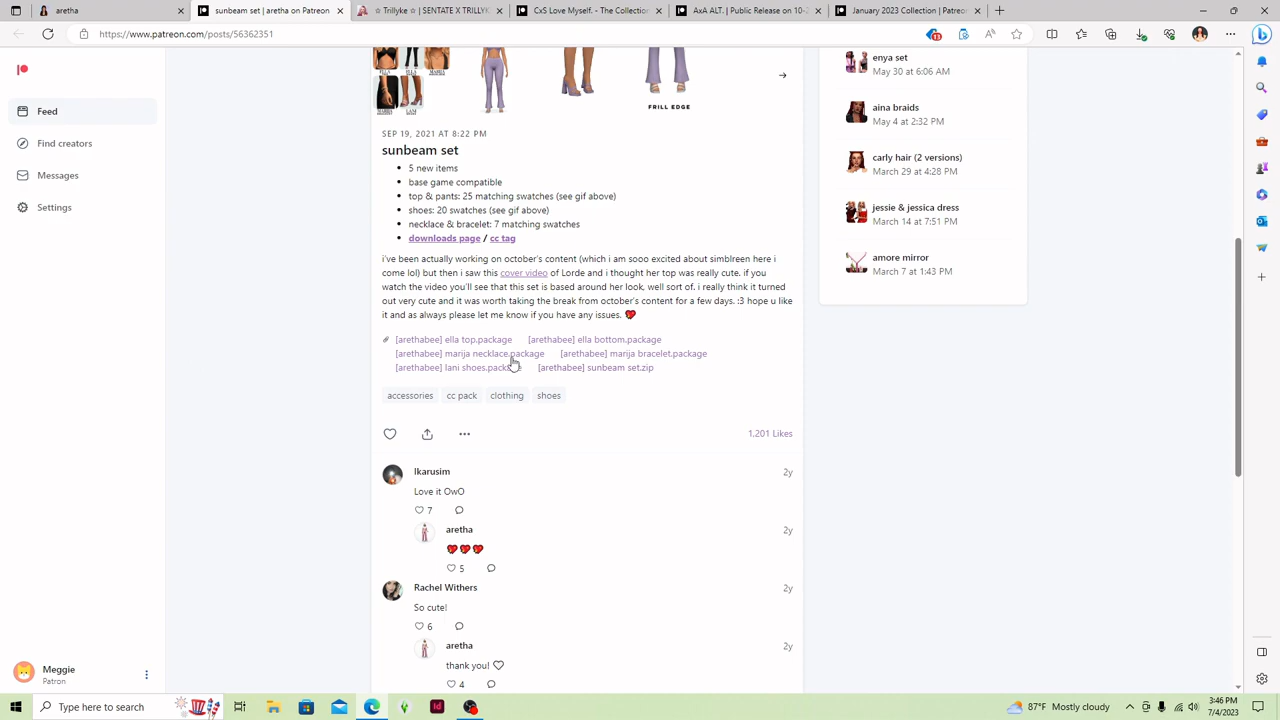 aretha
sunbeam set | aretha on Patreon
☆ Trillyke | SENTATE X TRILLYK
CxS Love Myself. - The Collection
AxA ALT. | Public Release on 10-
January 2023 Collection | Patreon
https://www.patreon.com/posts/56362351
13
Feed
Find creators
Messages
Settings
FRILL EDGE
SEP 19, 2021 AT 8:22 PM
sunbeam set
• 5 new items
• base game compatible
• top & pants: 25 matching swatches (see gif above)
• shoes: 20 swatches (see gif above)
• necklace & bracelet: 7 matching swatches
• downloads page / cc tag
i've been actually working on october's content (which i am sooo excited about simblreen here i
come lol) but then i saw this cover video of Lorde and i thought her top was really cute. if you
watch the video you'll see that this set is based around her look, well sort of. i really think it turned
out very cute and it was worth taking the break from october's content for a few days. :3 hope u like
it and as always please let me know if you have any issues. 💖
[arethabee] ella top.package [arethabee] ella bottom.package
[arethabee] marija necklace.package [arethabee] marija bracelet.package
[arethabee] lani shoes.package [arethabee] sunbeam set.zip
accessories cc pack clothing shoes
1,201 Likes
Ikarusim 2y
Love it OwO
7
aretha 2y
💖💖💖
5
Rachel Withers 2y
So cute!
6
aretha 2y
thank you! ♡
4
enya set
May 30 at 6:06 AM
aina braids
May 4 at 2:32 PM
carly hair (2 versions)
March 29 at 4:28 PM
jessie & jessica dress
March 14 at 7:51 PM
amore mirror
March 7 at 1:43 PM
Meggie
Patron
Type here to search
87°F Mostly cloudy
3:46 PM
7/4/2023